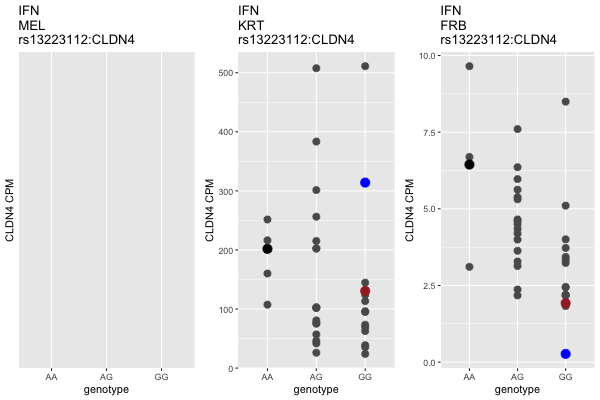 IFN
MEL
rs13223112:CLDN4
CLDN4 CPM
AA AG GG
genotype
IFN
KRT
rs13223112:CLDN4
500
400
300
200
100
0
CLDN4 CPM
AA AG GG
genotype
IFN
FRB
rs13223112:CLDN4
10.0
7.5
5.0
2.5
0.0
CLDN4 CPM
AA AG GG
genotype